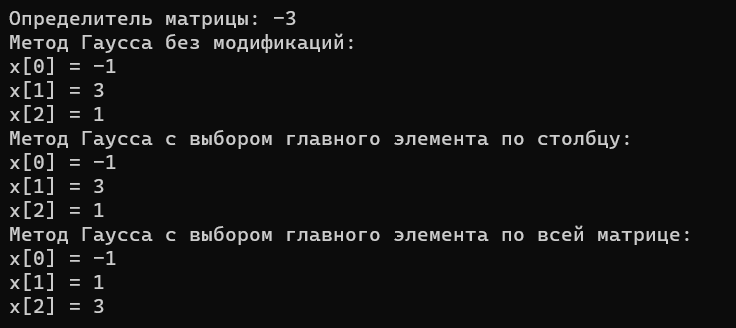 Определитель матрицы: −3
Метод Гаусса без модификаций:
x[0] = −1
x[1] = 3
x[2] = 1
Метод Гаусса с выбором главного элемента по столбцу:
x[0] = −1
x[1] = 3
x[2] = 1
Метод Гаусса с выбором главного элемента по всей матрице:
x[0] = −1
x[1] = 1
x[2] = 3